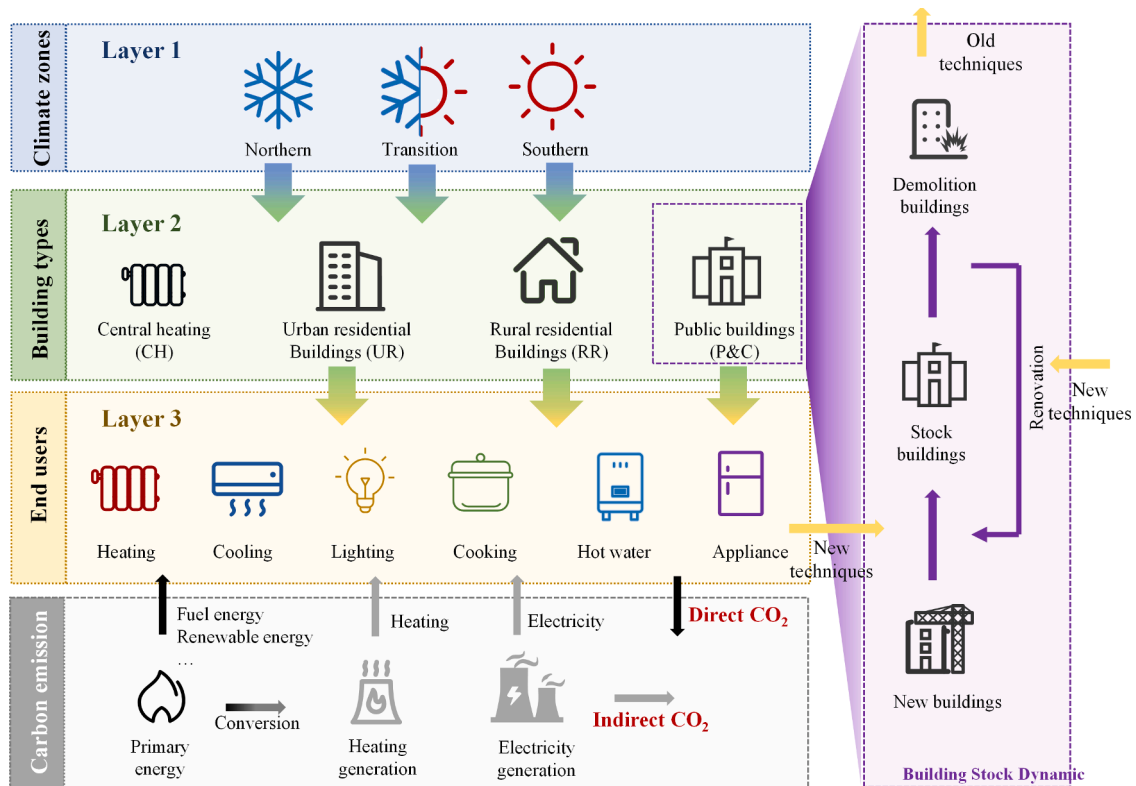 Climate zones
Layer 1
Northern
Transition
Southern
Building types
Layer 2
Central heating
(CH)
Urban residential
Buildings (UR)
Rural residential
Buildings (RR)
Public buildings
(P&C)
End users
Layer 3
Heating
Cooling
Lighting
Cooking
Hot water
Appliance
New
techniques
Carbon emission
Fuel energy
Renewable energy
...
Heating
Electricity
Direct CO₂
Conversion
Indirect CO₂
Primary
energy
Heating
generation
Electricity
generation
Old
techniques
Demolition
buildings
Renovation
New
techniques
Stock
buildings
New buildings
Building Stock Dynamic